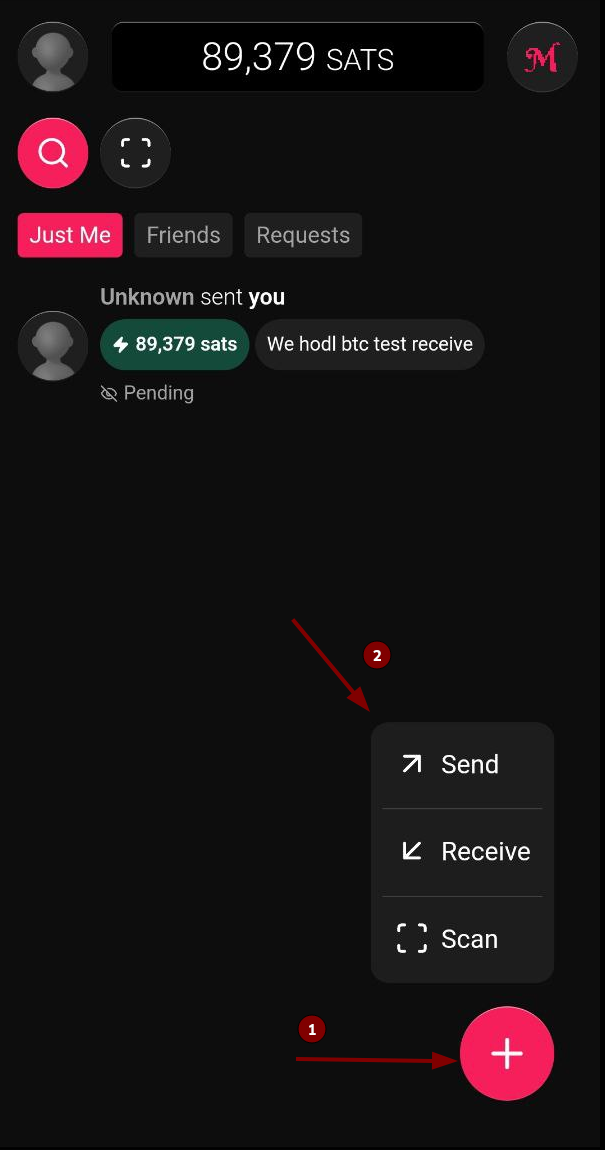 89,379 SATS
M
Just Me Friends Requests
Unknown sent you
89,379 sats We hodl btc test receive
Pending
2
Send
Receive
Scan
1